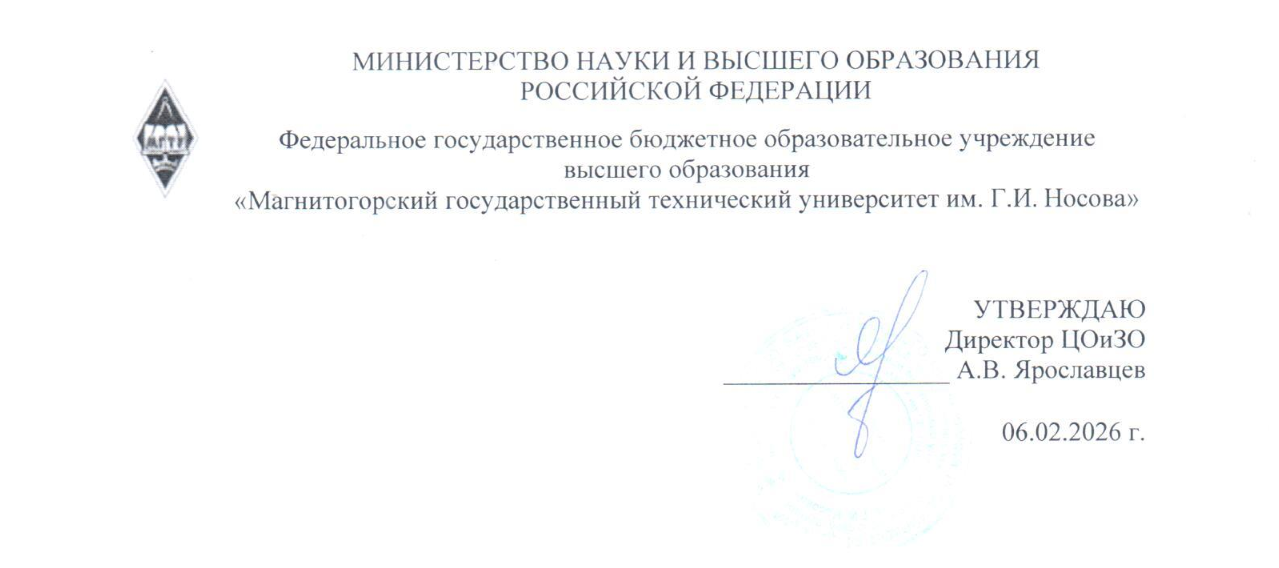 МИНИСТЕРСТВО НАУКИ И ВЫСШЕГО ОБРАЗОВАНИЯ
РОССИЙСКОЙ ФЕДЕРАЦИИ
МГТУ
Федеральное государственное бюджетное образовательное учреждение
высшего образования
«Магнитогорский государственный технический университет им. Г.И. Носова»
УТВЕРЖДАЮ
Директор ЦОиЗО
А.В. Ярославцев
06.02.2026 г.